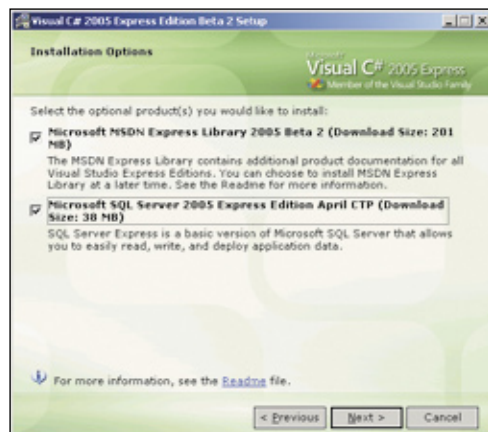 Visual C# 2005 Express Edition Beta 2 Setup
Installation Options
Microsoft
Visual C# 2005 Express
Member of the Visual Studio Family
Select the optional product(s) you would like to install:
Microsoft MSDN Express Library 2005 Beta 2 (Download Size: 201
MB)
The MSDN Express Library contains additional product documentation for all
Visual Studio Express Editions. You can choose to install MSDN Express
Library at a later time. See the Readme for more information.
Microsoft SQL Server 2005 Express Edition April CTP (Download
Size: 38 MB)
SQL Server Express is a basic version of Microsoft SQL Server that allows
you to easily read, write, and deploy application data.
For more information, see the Readme file.
< Previous
Next >
Cancel